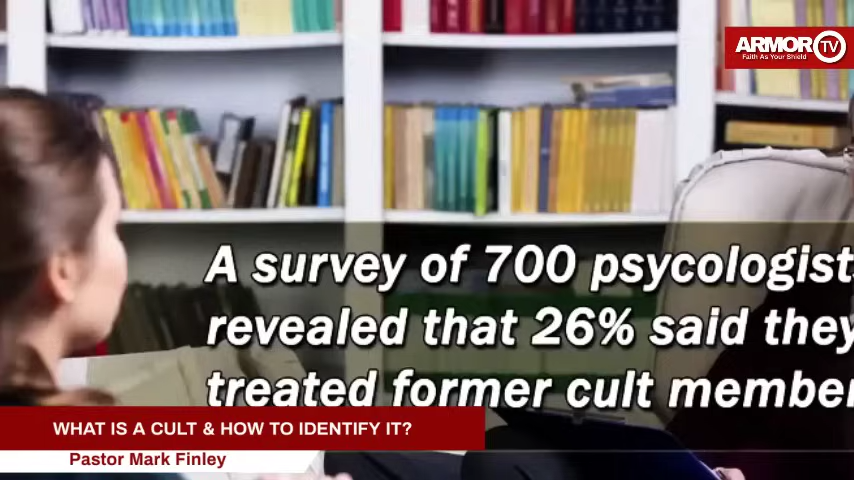 ARMOR TV
Faith As Your Shield
A survey of 700 psycologist
revealed that 26% said they
treated former cult member
WHAT IS A CULT & HOW TO IDENTIFY IT?
Pastor Mark Finley